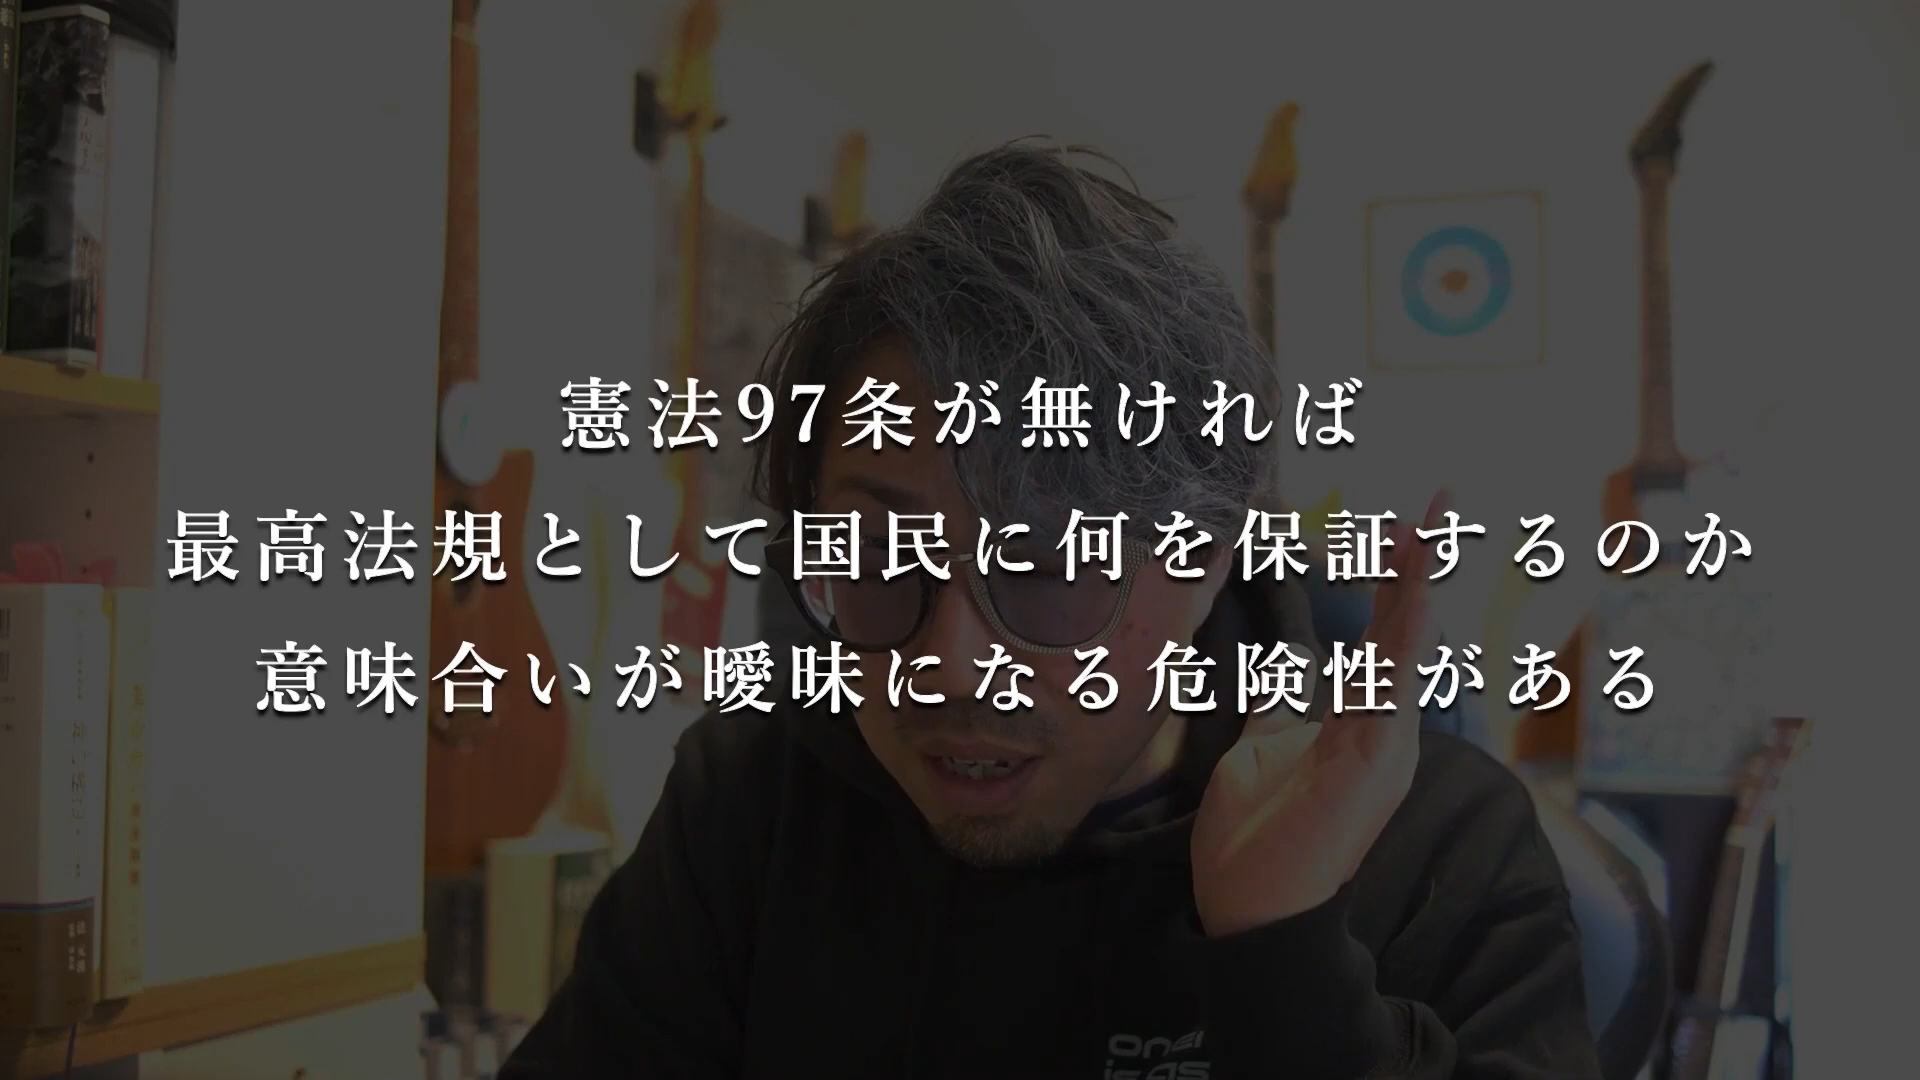 憲法97条が無ければ
最高法規として国民に何を保証するのか
意味合いが曖昧になる危険性がある